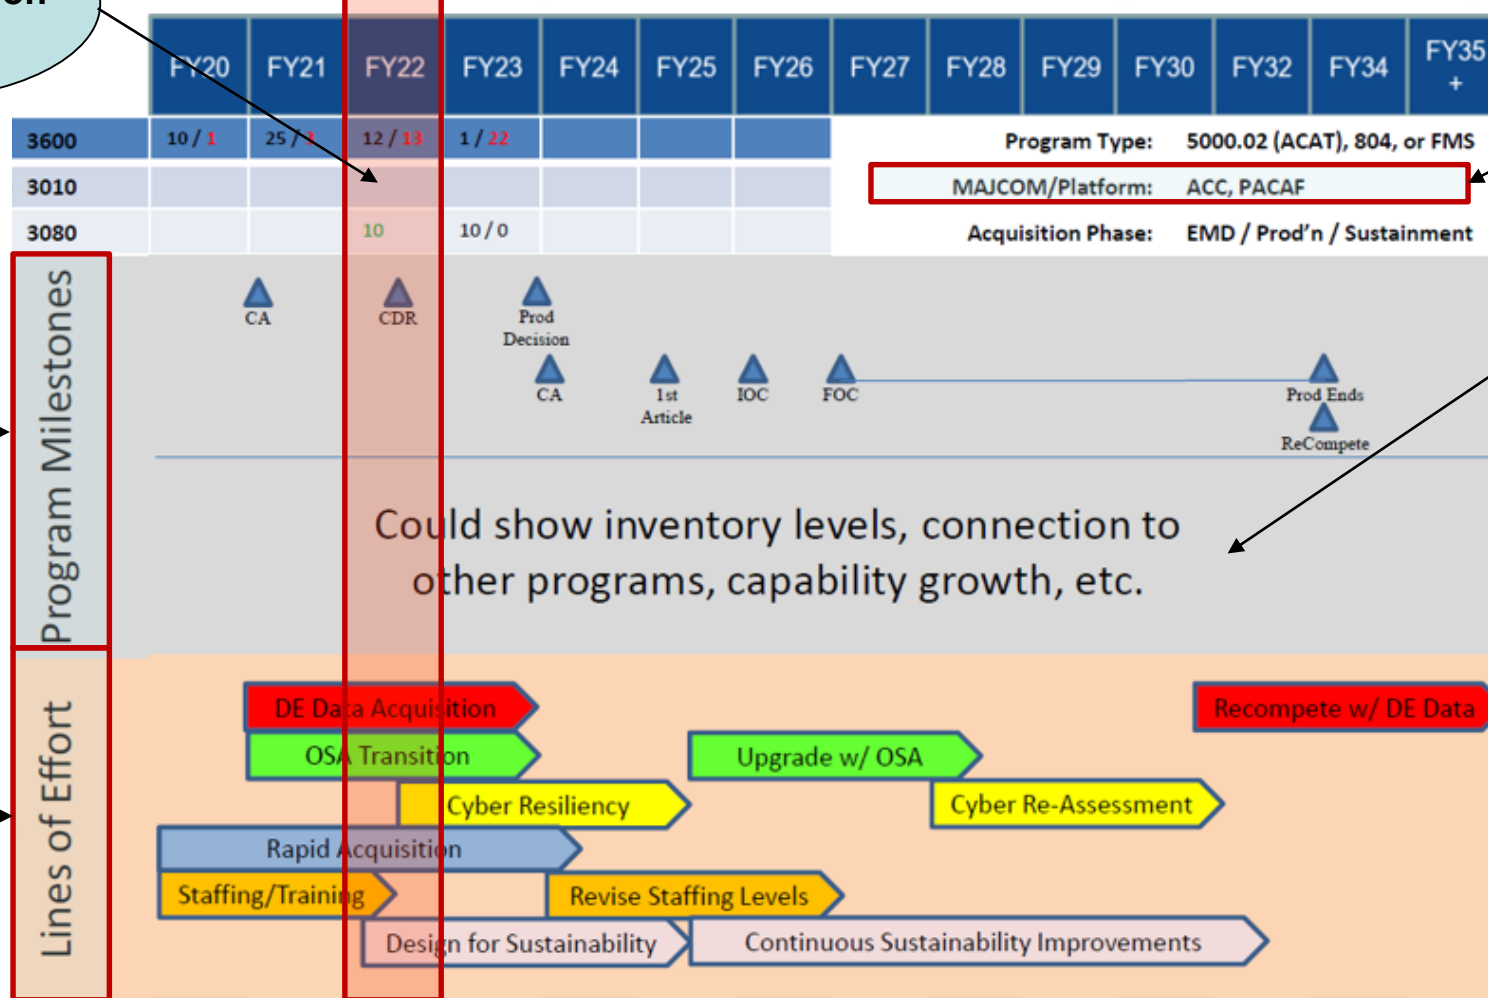 on
FY20 FY21 FY22 FY23 FY24 FY25 FY26 FY27 FY28 FY29 FY30 FY32 FY34 FY35
+
3600 10 / 1 25 / 12 / 13 1 / 22
Program Type: 5000.02 (ACAT), 804, or FMS
3010
MAJCOM/Platform: ACC, PACAF
3080 10 10 / 0
Acquisition Phase: EMD / Prod'n / Sustainment
Program Milestones
CA
CDR
Prod
Decision
CA
1st
Article
IOC
FOC
Prod Ends
ReCompete
Could show inventory levels, connection to
other programs, capability growth, etc.
Lines of Effort
DE Data Acquisition
Recompete w/ DE Data
OSA Transition
Upgrade w/ OSA
Cyber Resiliency
Cyber Re-Assessment
Rapid Acquisition
Staffing/Training
Revise Staffing Levels
Design for Sustainability
Continuous Sustainability Improvements